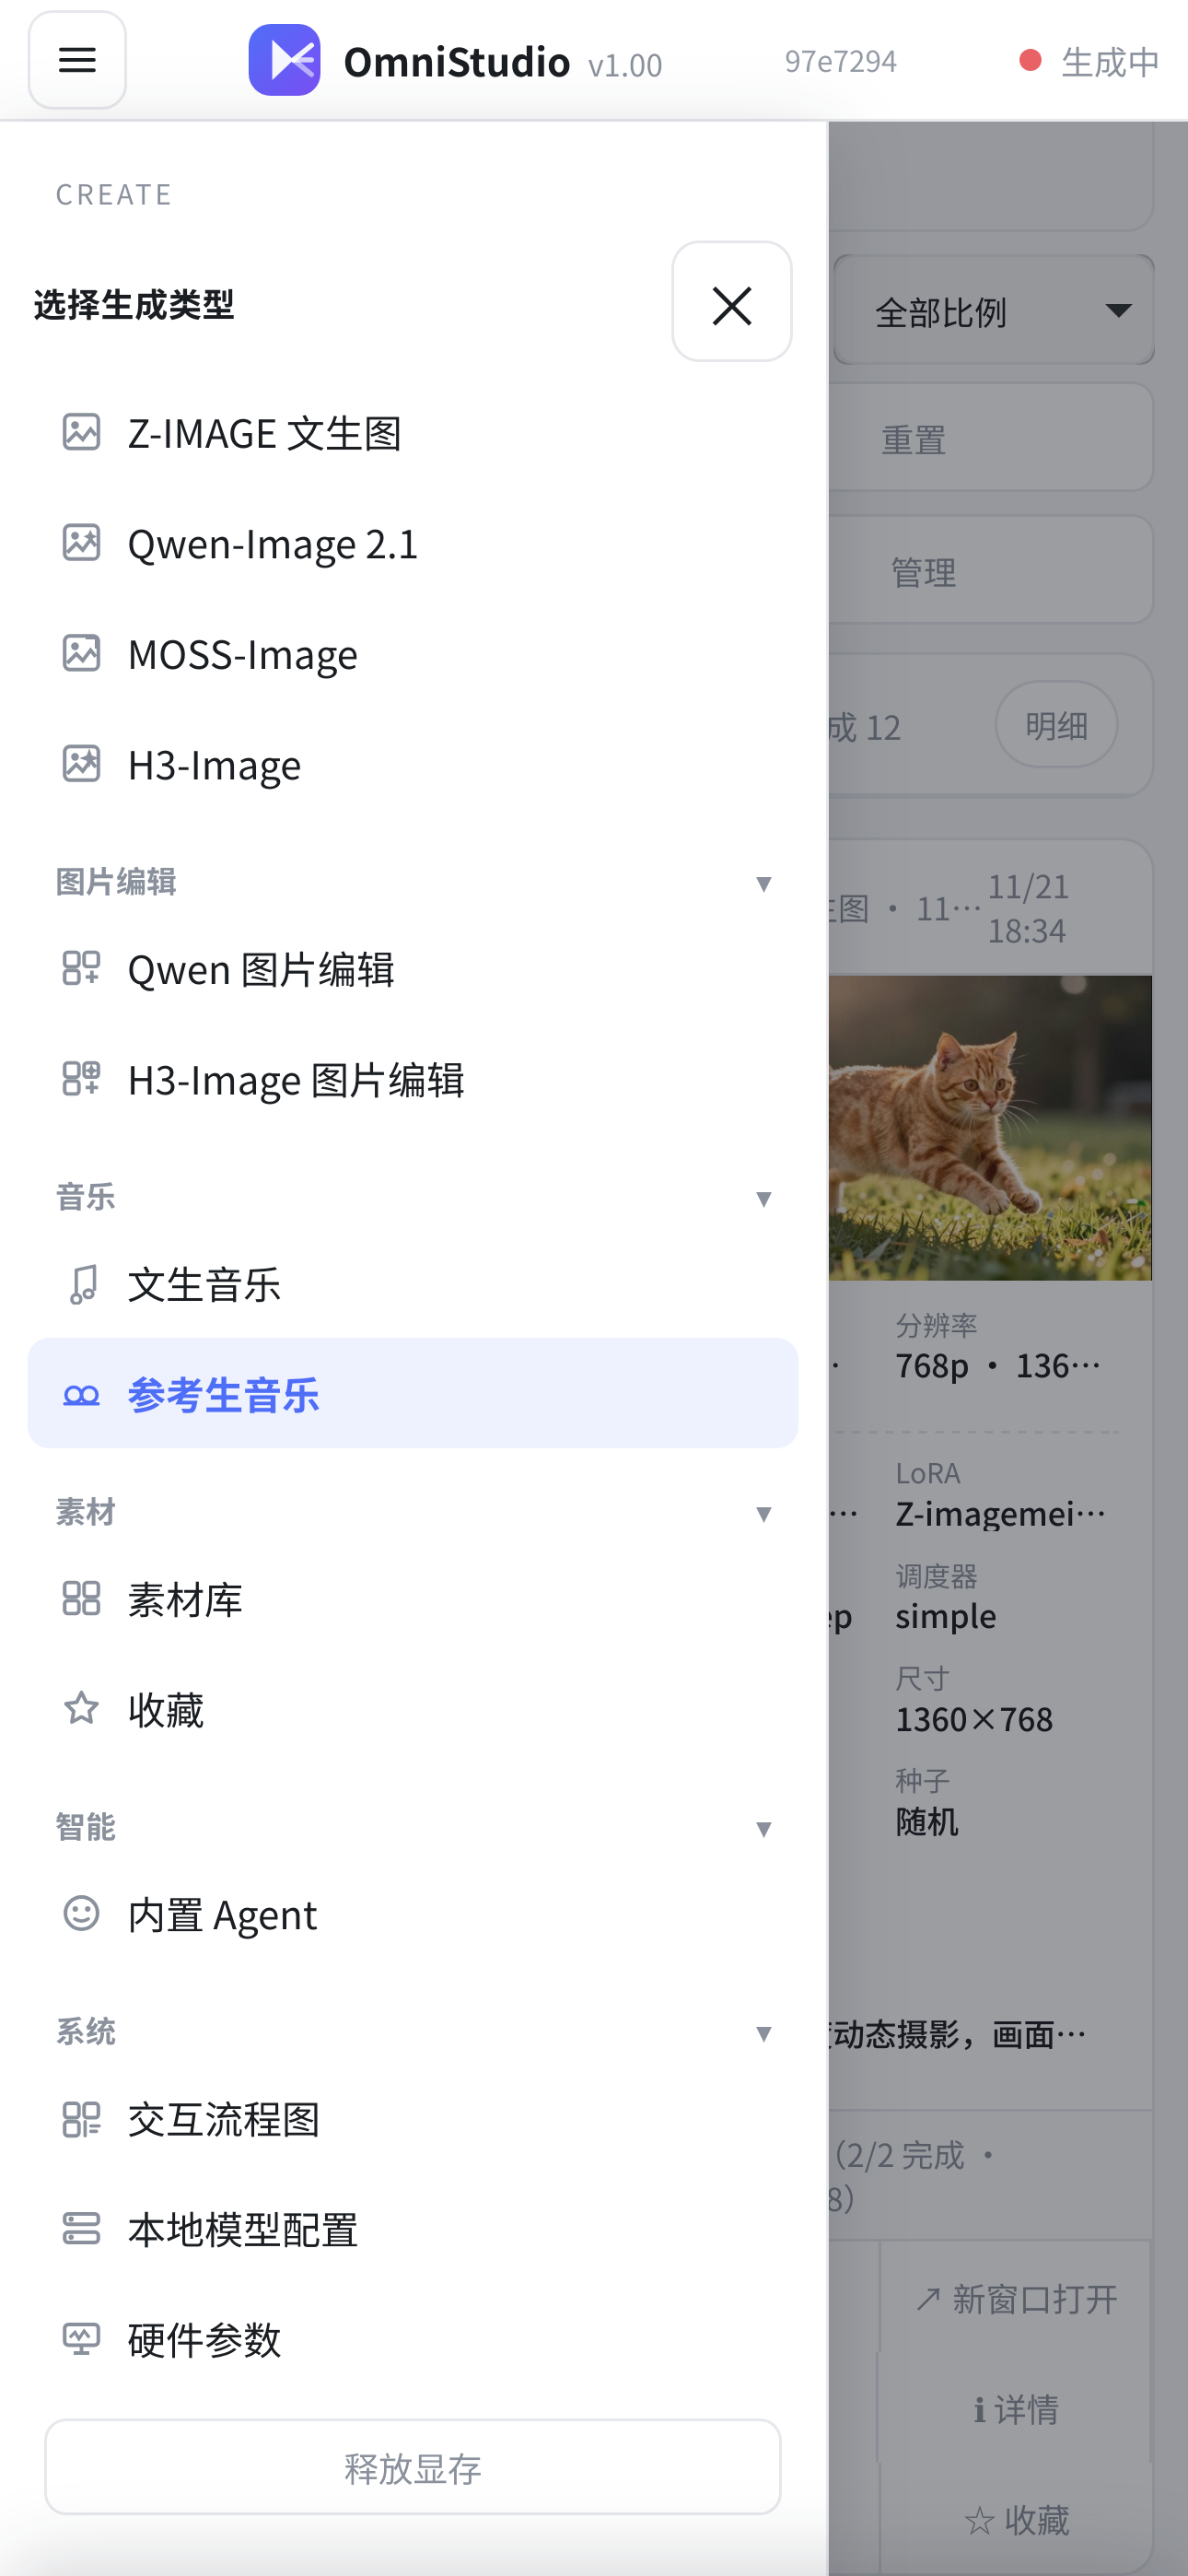 OmniStudio v1.00 97e7294 生成中
CREATE
选择生成类型
Z-IMAGE 文生图
Qwen-Image 2.1
MOSS-Image
H3-Image
图片编辑
Qwen 图片编辑
H3-Image 图片编辑
音乐
文生音乐
参考生音乐
素材
素材库
收藏
智能
内置 Agent
系统
交互流程图
本地模型配置
硬件参数
释放显存
全部比例
重置
管理
成 12 明细
图 · 11… 11/21
18:34
分辨率
768p · 136…
LoRA
Z-imagemei…
调度器
ep simple
尺寸
1360×768
种子
随机
动态摄影，画面…
（2/2 完成 ·
8）
↗ 新窗口打开
ℹ 详情
☆ 收藏